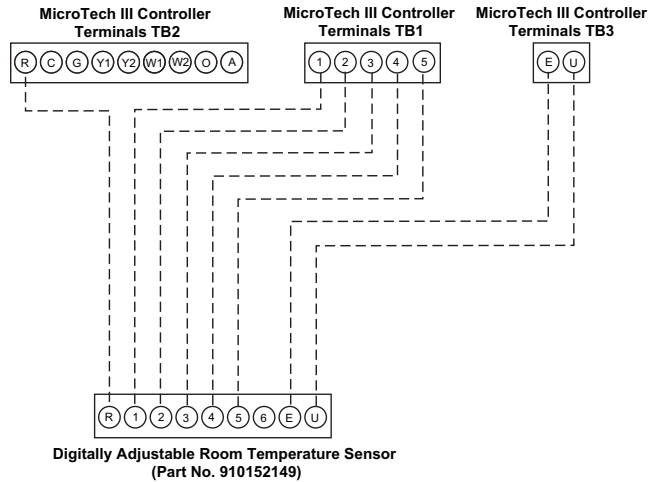 MicroTech III Controller
Terminals TB2
MicroTech III Controller
Terminals TB1
MicroTech III Controller
Terminals TB3
R C G Y1 Y2 W1 W2 O A
1 2 3 4 5
E U
R 1 2 3 4 5 6 E U
Digitally Adjustable Room Temperature Sensor
(Part No. 910152149)